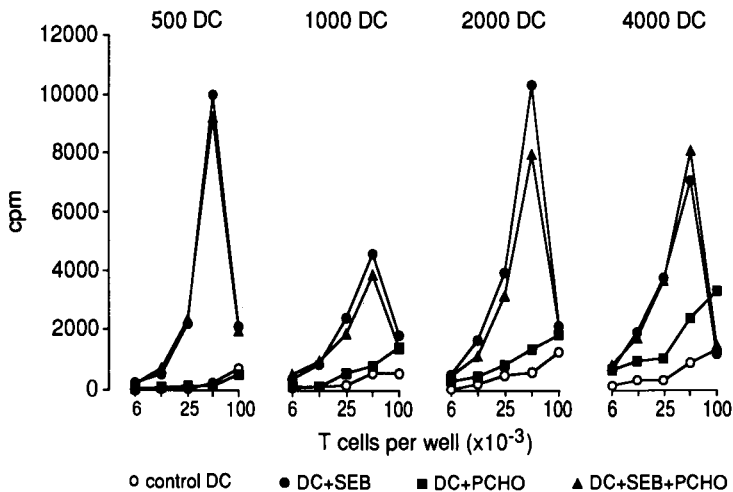 500 DC 1000 DC 2000 DC 4000 DC
12000
10000
8000
6000
4000
2000
0
cpm
6 25 100 6 25 100 6 25 100 6 25 100
T cells per well (x10-³)
control DC DC+SEB DC+PCHO DC+SEB+PCHO